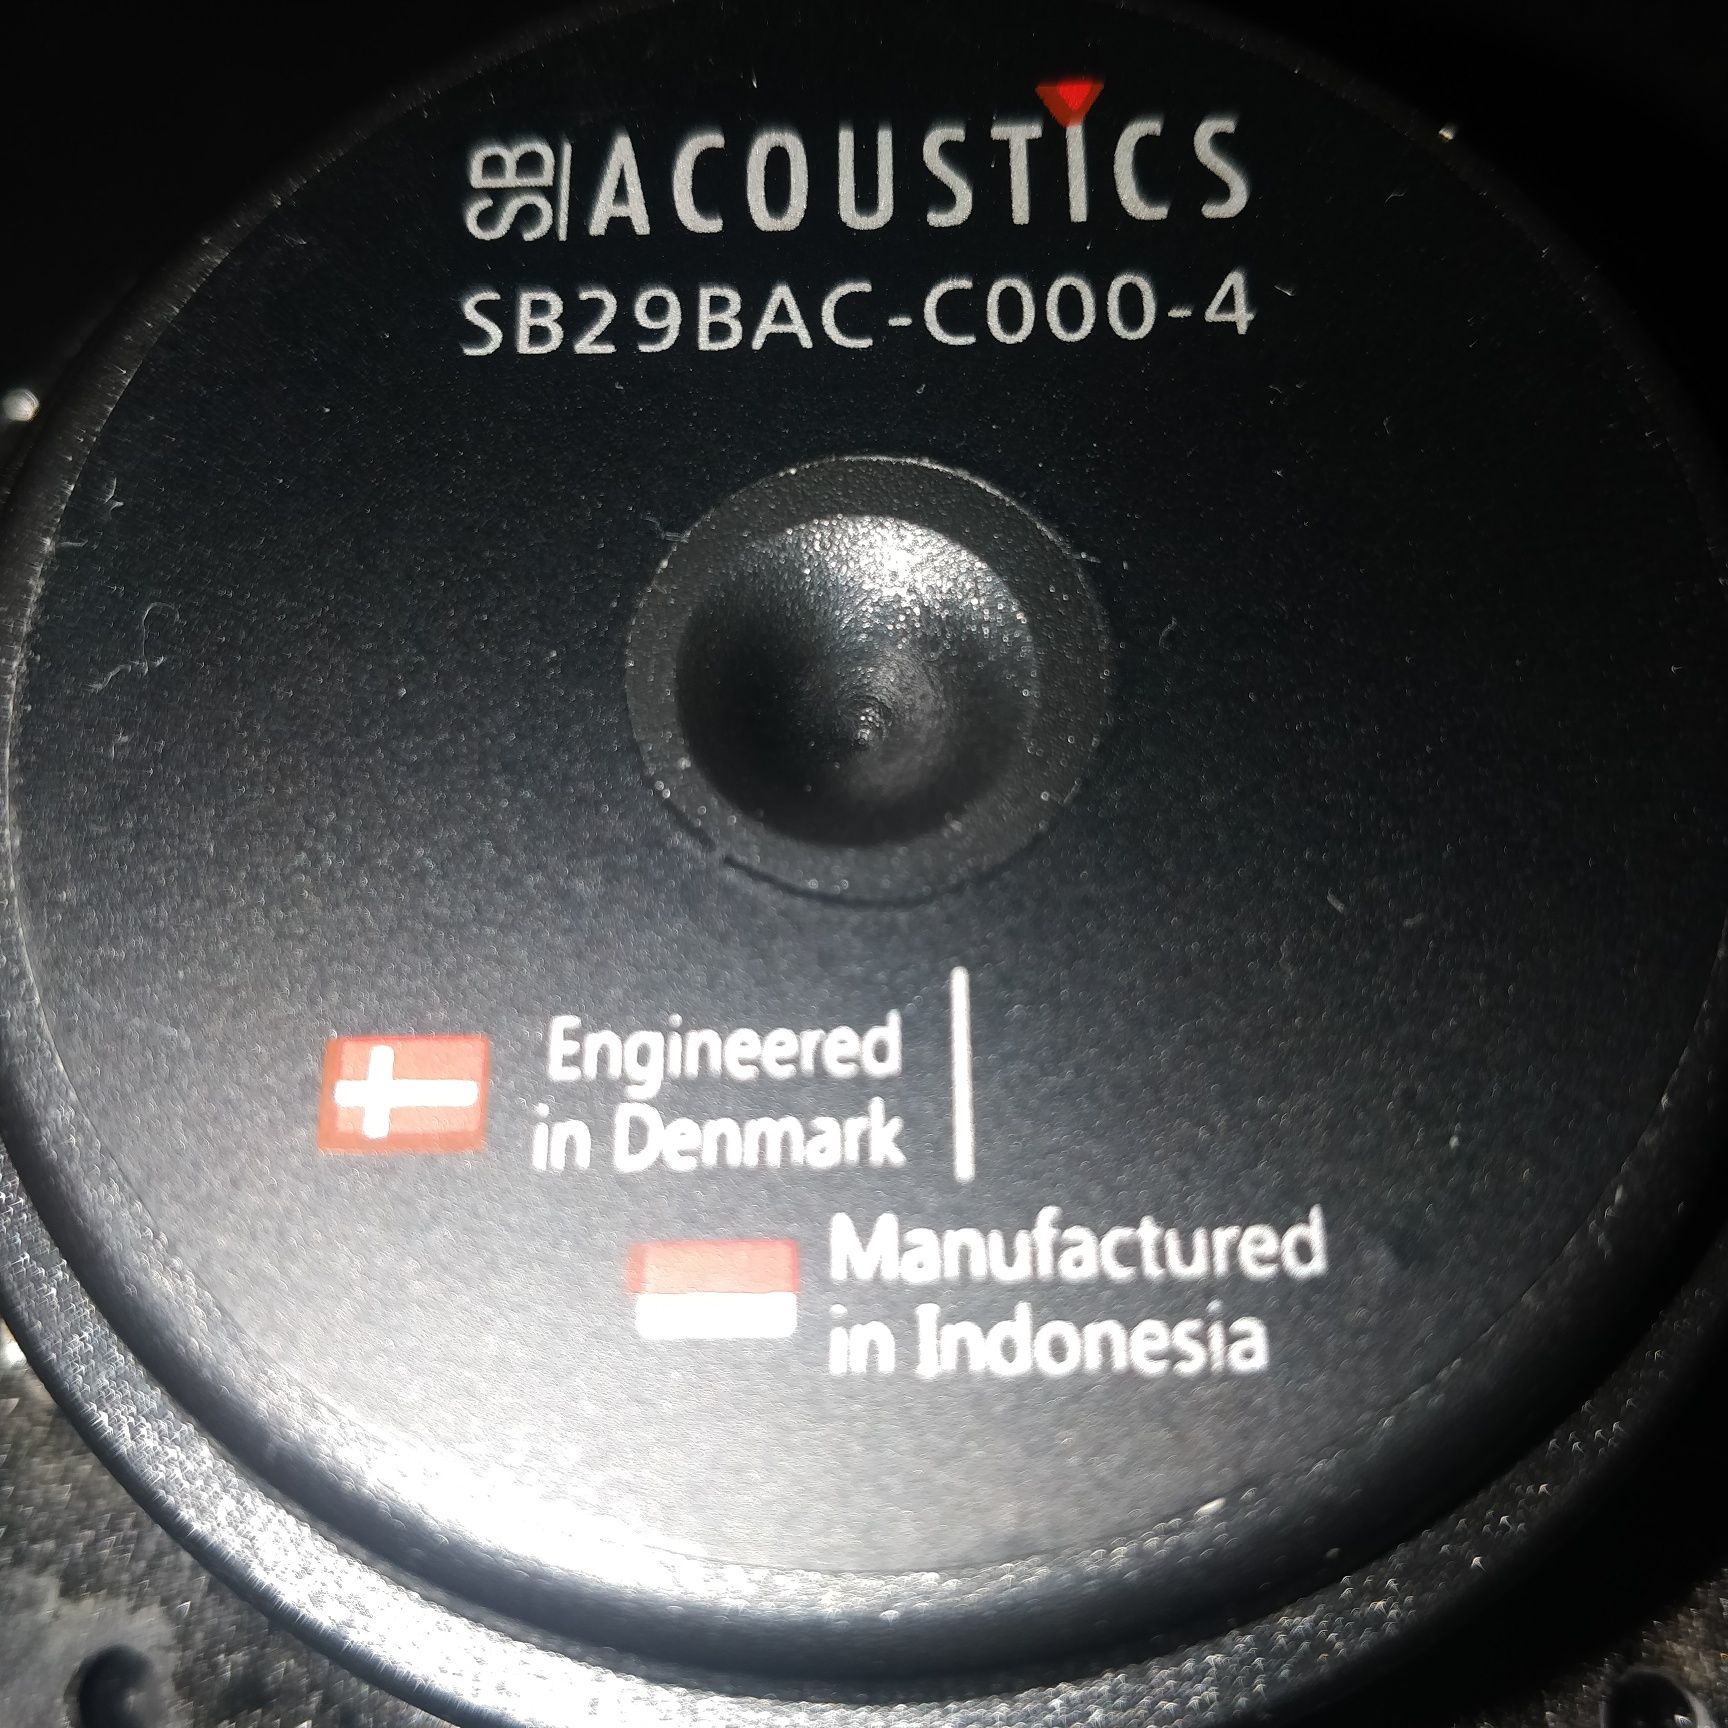 SB ACOUSTICS
SB29BAC-C000-4
Engineered
in Denmark
Manufactured
in Indonesia